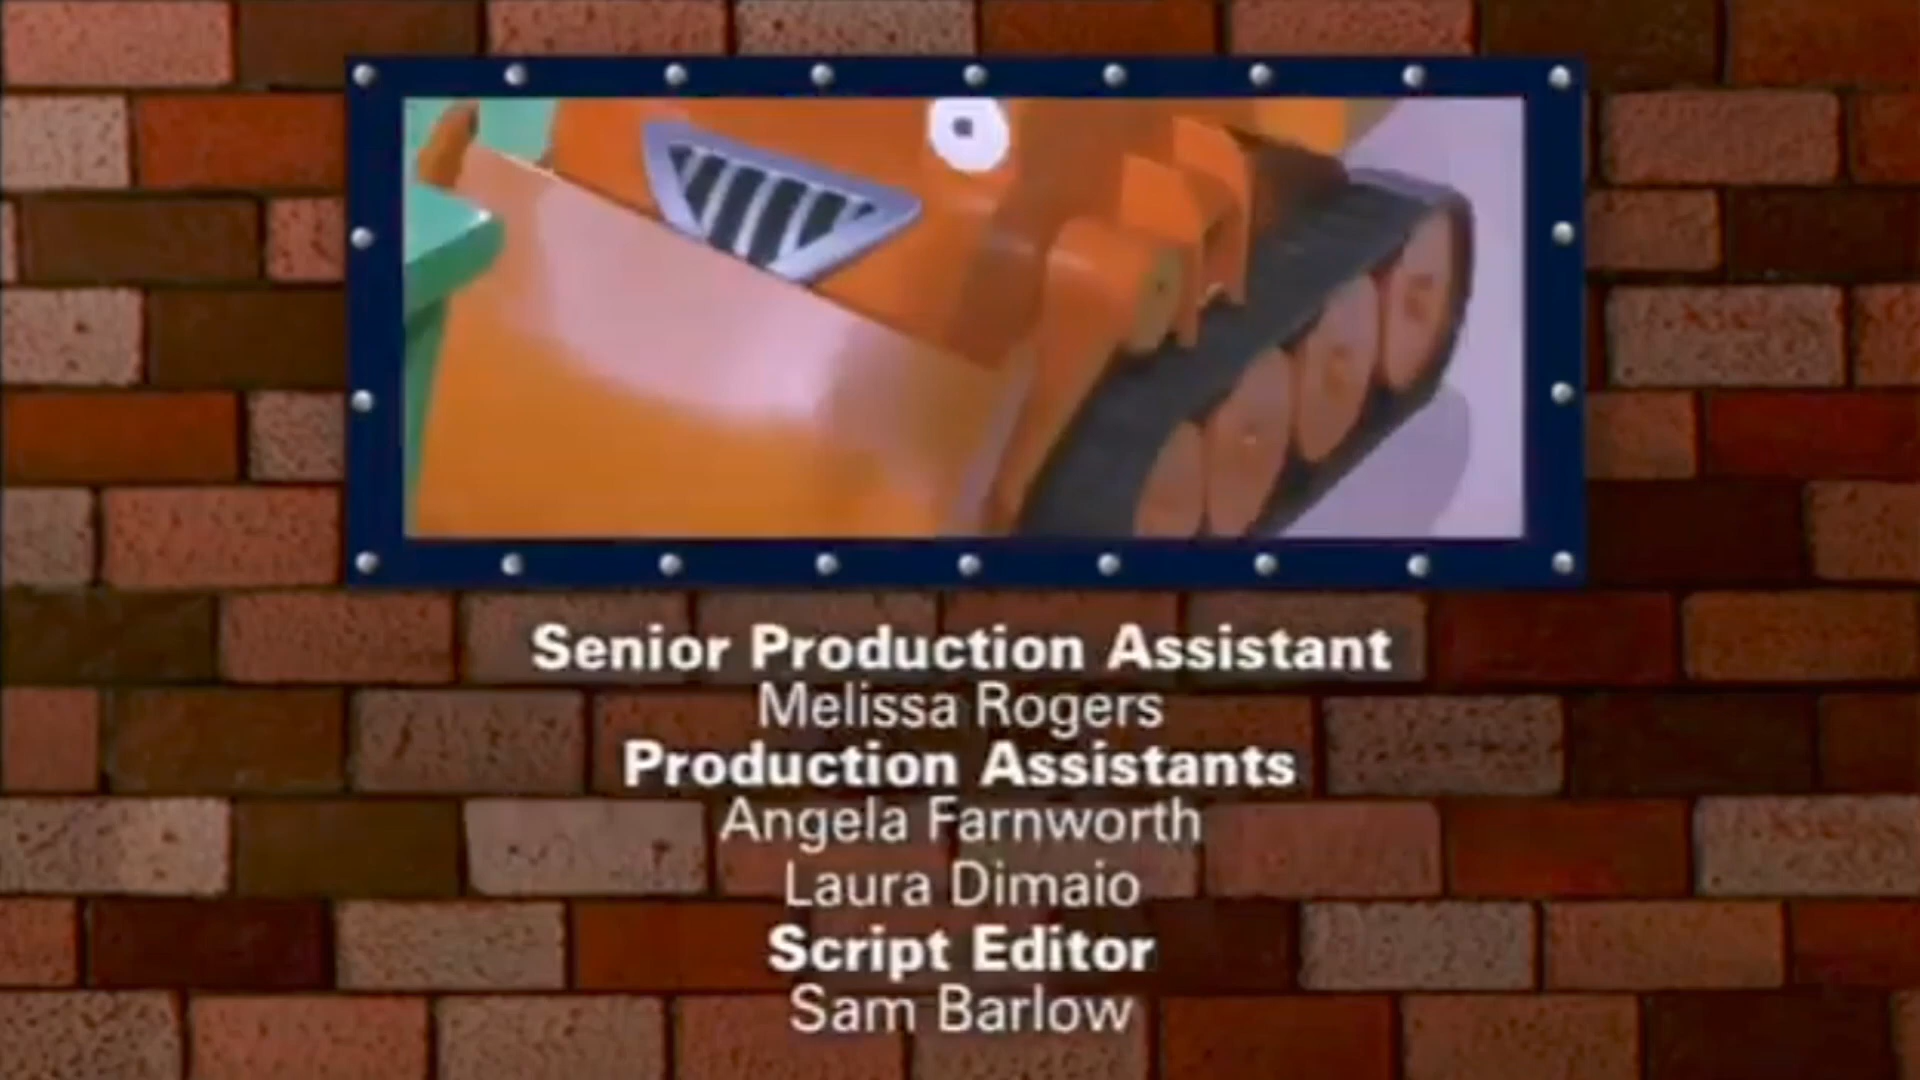 Senior Production Assistant
Melissa Rogers
Production Assistants
Angela Farnworth
Laura Dimaio
Script Editor
Sam Barlow